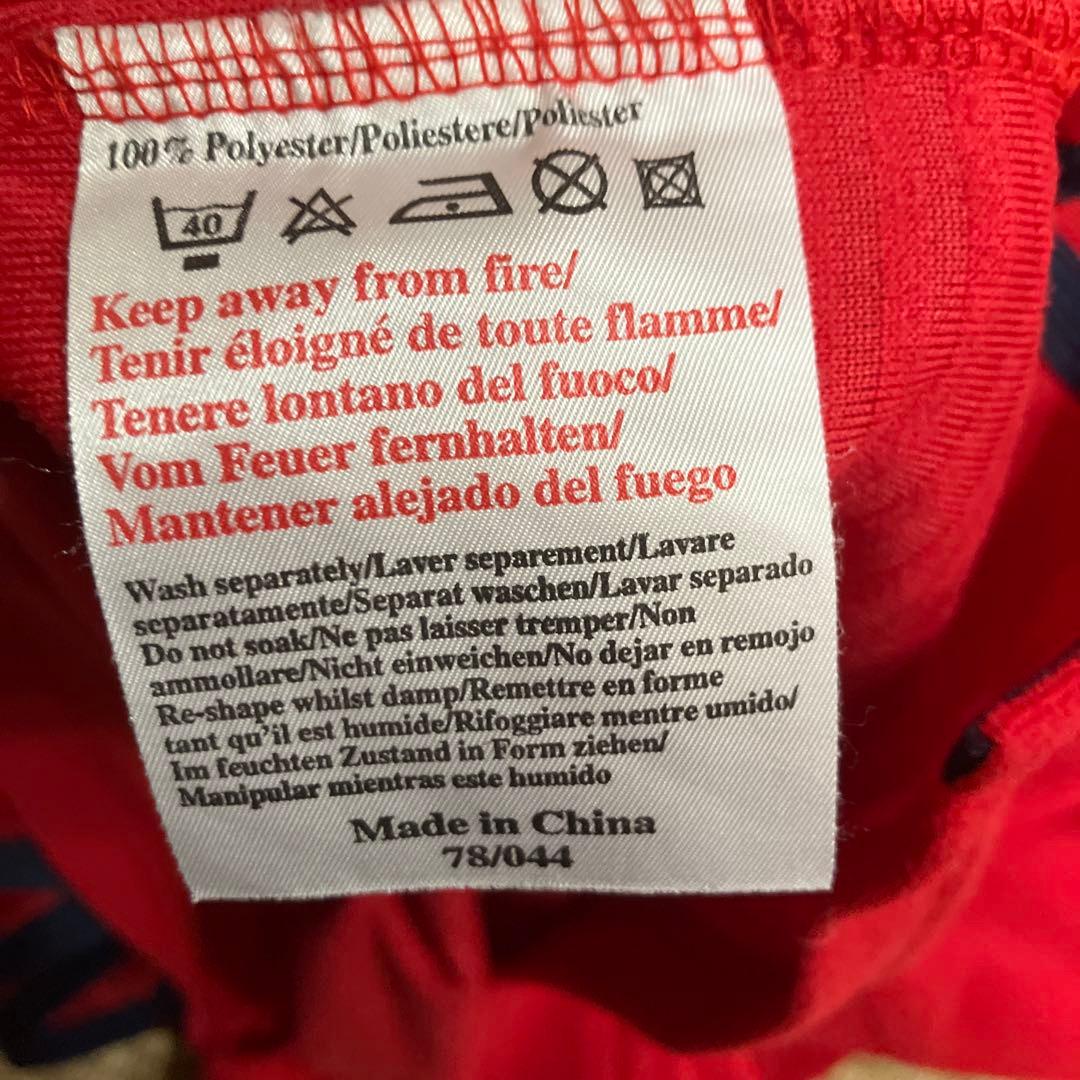 100% Polyester/Poliestere/Poliester
40
Keep away from fire/
Tenir éloigné de toute flamme/
Tenere lontano del fuoco/
Vom Feuer fernhalten/
Mantener alejado del fuego
Wash separately/Laver separement/Lavare
separatamente/Separat waschen/Lavar separado
Do not soak/Ne pas laisser tremper/Non
ammollare/Nicht einweichen/No dejar en remojo
Re-shape whilst damp/Remettre en forme
tant qu'il est humide/Rifoggiare mentre umido/
Im feuchten Zustand in Form ziehen/
Manipular mientras este humido
Made in China
78/044